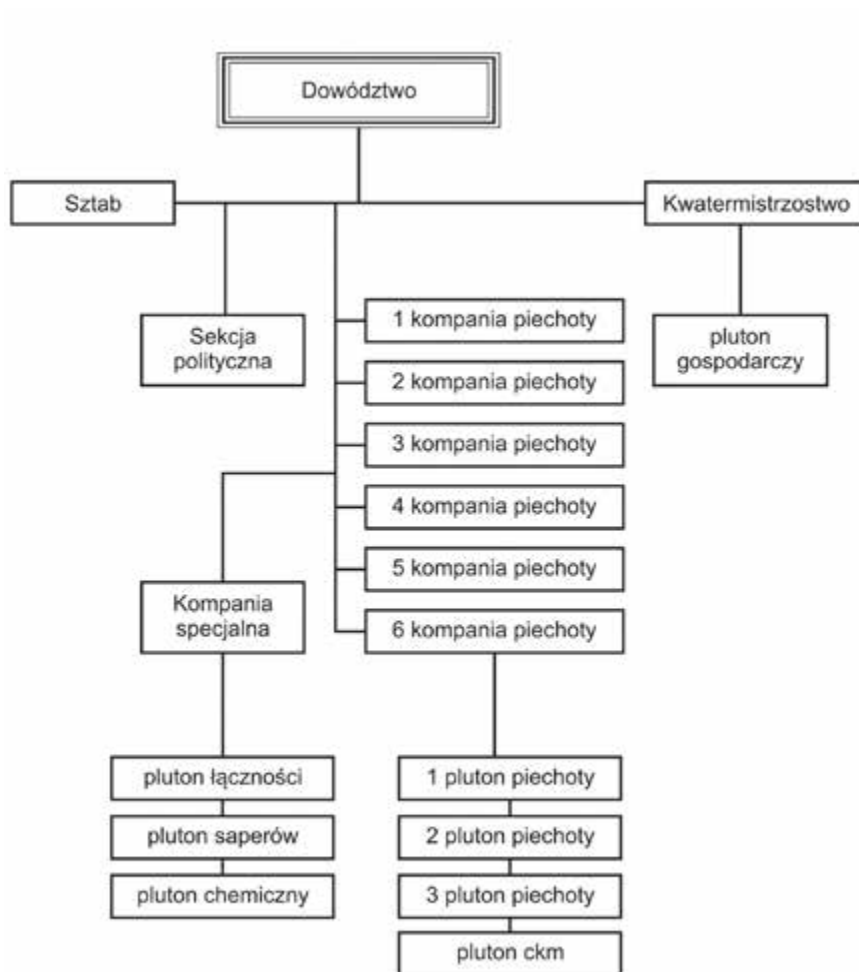 Dowództwo
Sztab
Kwatermistrzostwo
Sekcja
polityczna
1 kompania piechoty
2 kompania piechoty
3 kompania piechoty
4 kompania piechoty
5 kompania piechoty
6 kompania piechoty
pluton
gospodarczy
Kompania
specjalna
pluton łączności
pluton saperów
pluton chemiczny
1 pluton piechoty
2 pluton piechoty
3 pluton piechoty
pluton ckm